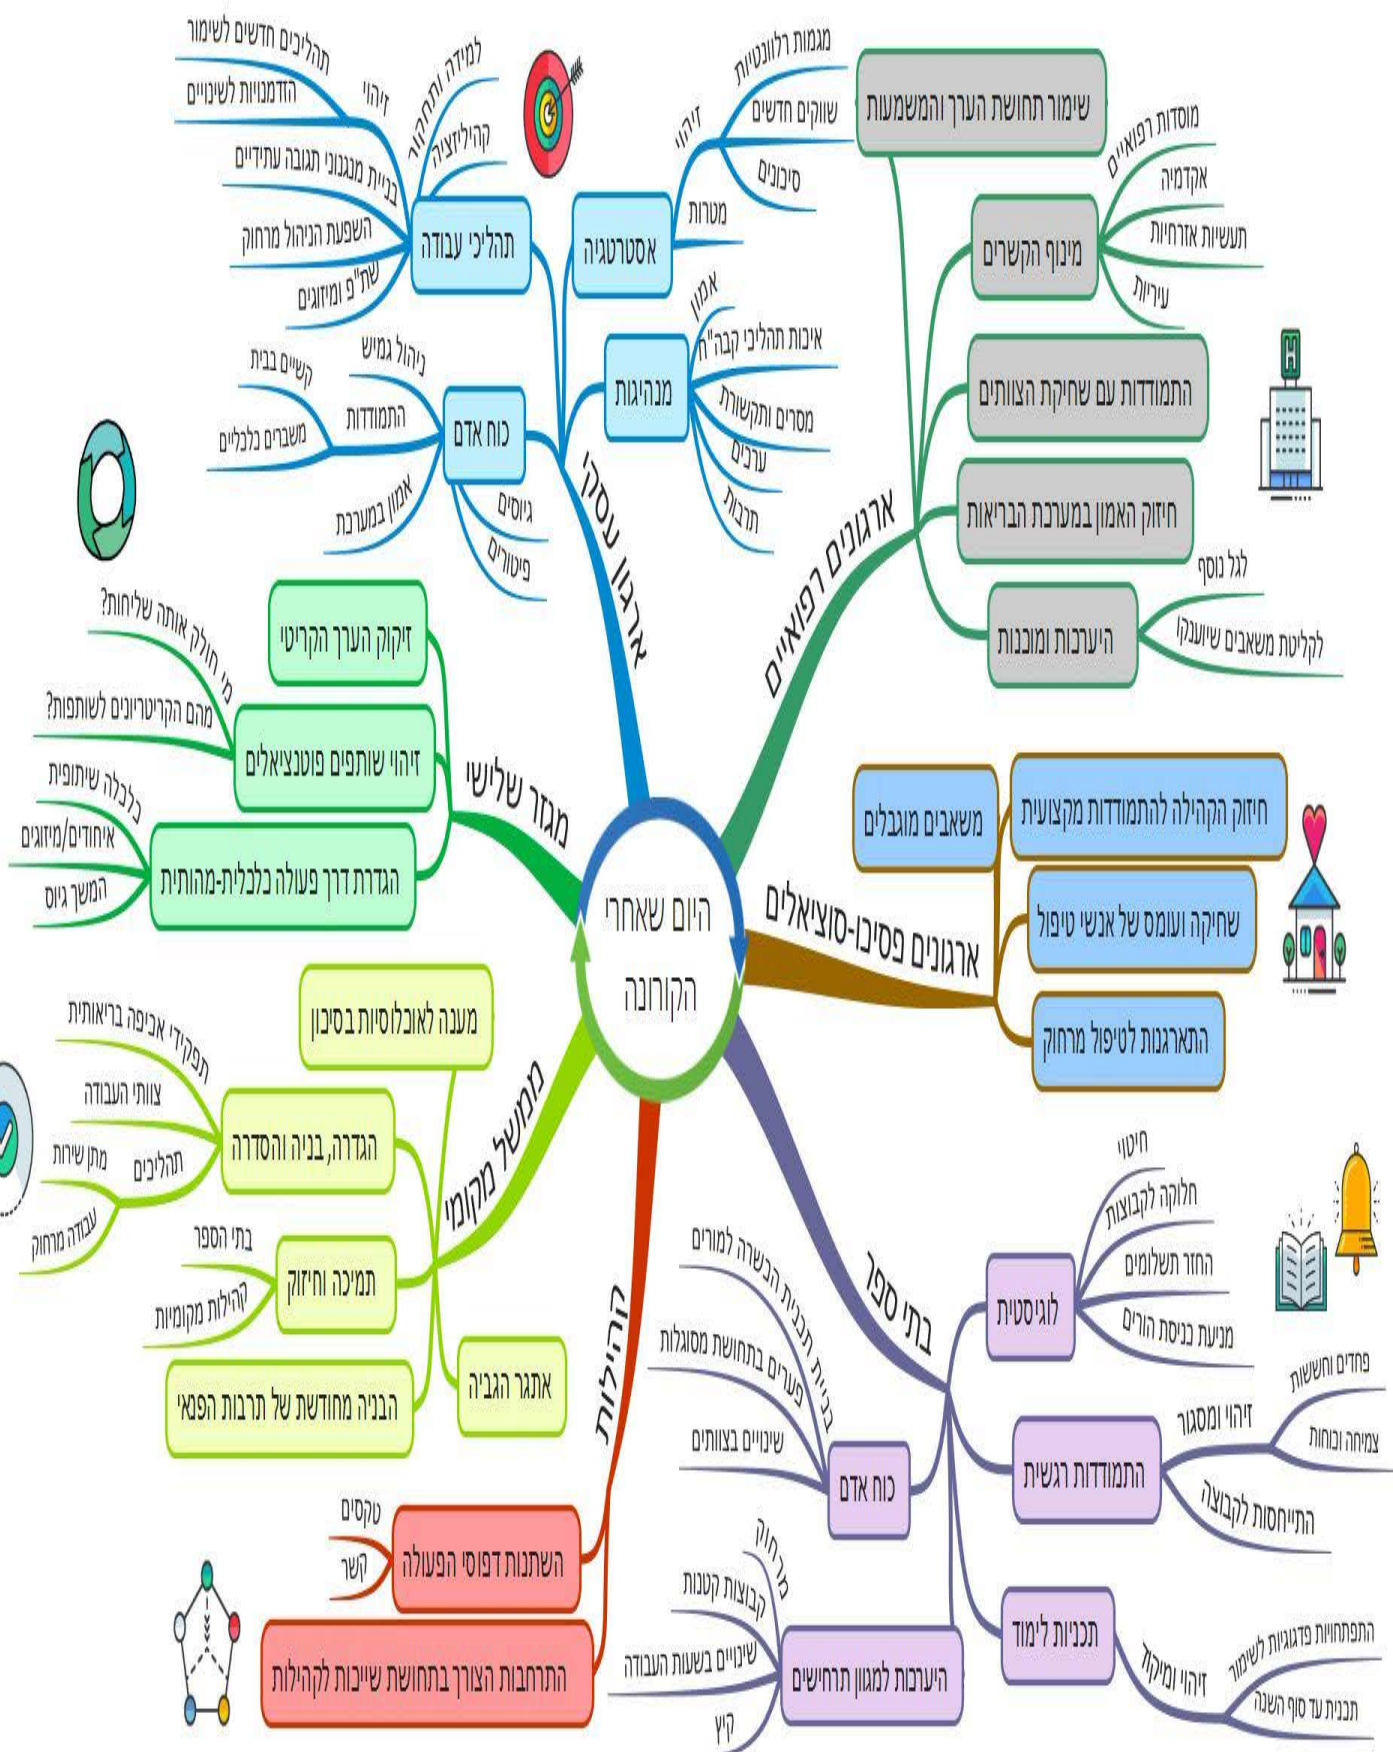 היום שאחרי
הקורונה
ארגונים רפואיים
שימור תחושת הערך והמשמעות
מינוף הקשרים
מוסדות רפואיים
אקדמיה
תעשיות אזרחיות
עיריות
התמודדות עם שחיקת הצוותים
חיזוק האמון במערכת הבריאות
היערכות ומוכנות
לגל נוסף
לקליטת משאבים שיוענקו
H
ארגונים פסיכו-סוציאלים
משאבים מוגבלים
חיזוק הקהילה להתמודדות מקצועית
שחיקה ועומס של אנשי טיפול
התארגנות לטיפול מרחוק
בתי ספר
לוגיסטית
חיטוי
חלוקה לקבוצות
החזר תשלומים
מניעת כניסת הורים
התמודדות רגשית
זיהוי ומסגור
פחדים וחששות
צמיחה וכוחות
התייחסות לקבוצה
תכניות לימוד
זיהוי ומיקוד
התפתחויות פדגוגיות לשימור
תכנית עד סוף השנה
כוח אדם
בניית תכנית הכשרה למורים
פערים בתחושת מסוגלות
שינויים בצוותים
היערכות למגוון תרחישים
מרחוק
קבוצות קטנות
שינויים בשעות העבודה
קיץ
קהילות
השתנות דפוסי הפעולה
טקסים
קשר
התרחבות הצורך בתחושת שייכות לקהילות
ממשל מקומי
מענה לאוכלוסיות בסיכון
הגדרה, בניה והסדרה
תפקידי אכיפה בריאותית
צוותי העבודה
תהליכים
מתן שירות
עבודה מרחוק
תמיכה וחיזוק
בתי הספר
קהילות מקומיות
הבניה מחודשת של תרבות הפנאי
אתגר הגביה
מגזר שלישי
זיקוק הערך הקריטי
זיהוי שותפים פוטנציאלים
מי חולק אותה שליחות?
מהם הקריטריונים לשותפות?
הגדרת דרך פעולה כלכלית-מהותית
כלכלה שיתופית
איחודים/מיזוגים
המשך גיוס
ארגון עסקי
אסטרטגיה
זיהוי
מגמות רלוונטיות
שווקים חדשים
סיכונים
מטרות
מנהיגות
אמון
איכות תהליכי קבה"ח
מסרים ותקשורת
ערכים
תרבות
תהליכי עבודה
למידה ותחקור
קהיליזציה
זיהוי
תהליכים חדשים לשימור
הזדמנויות לשינויים
בניית מנגנוני תגובה עתידיים
השפעת הניהול מרחוק
שת"פ ומיזוגים
כוח אדם
ניהול גמיש
התמודדות
קשיים בבית
משברים כלכליים
אמון במערכת
גיוסים
פיטורים